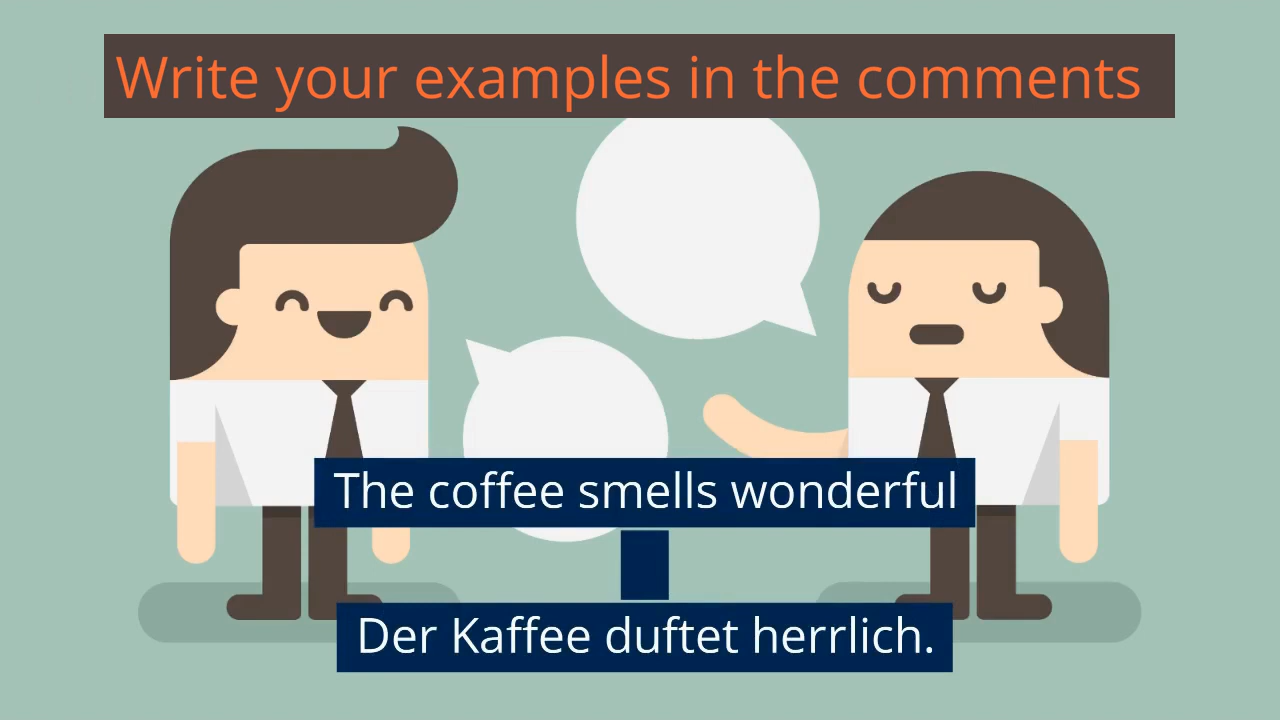 Write your examples in the comments
The coffee smells wonderful
Der Kaffee duftet herrlich.